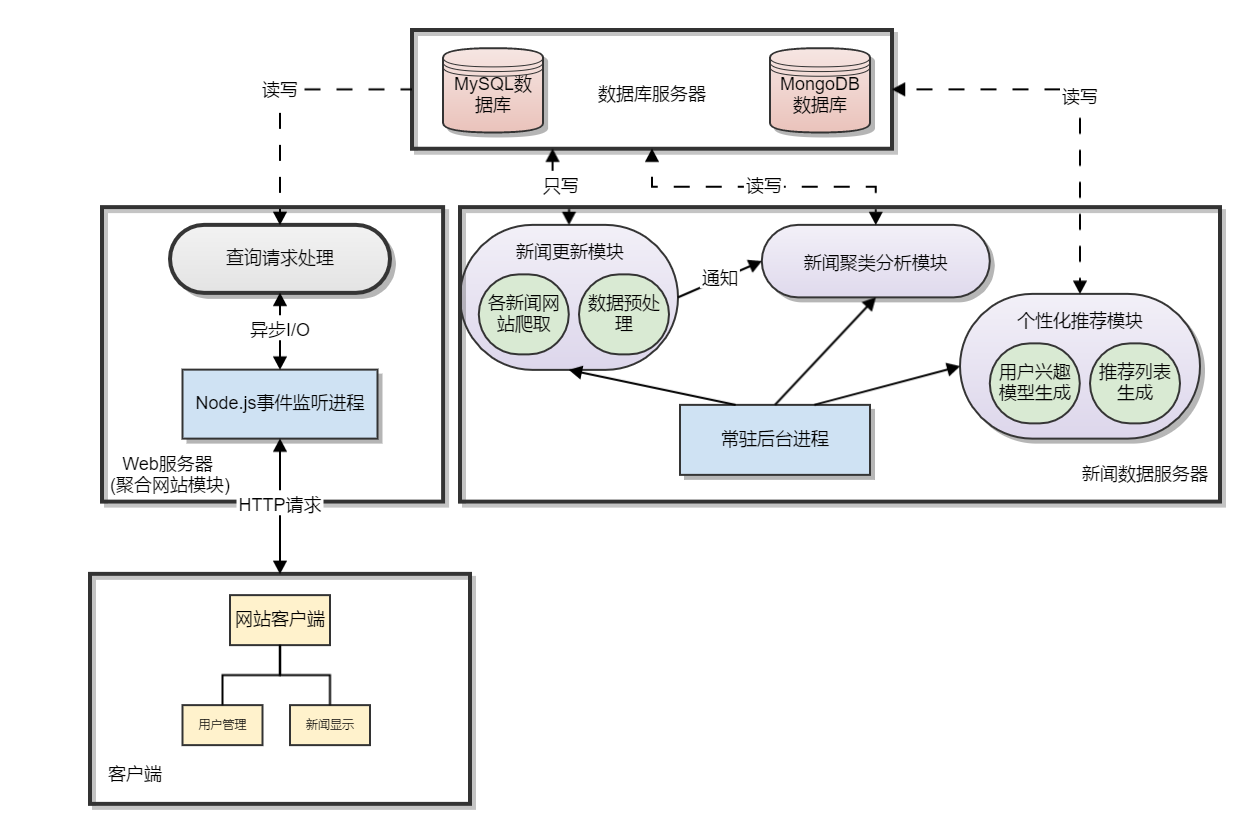 MySQL数
据库
数据库服务器
MongoDB
数据库
读写
读写
只写
读写
查询请求处理
异步I/O
Node.js事件监听进程
Web服务器
(聚合网站模块)
HTTP请求
新闻更新模块
各新闻网
站爬取
数据预处
理
通知
新闻聚类分析模块
个性化推荐模块
用户兴趣
模型生成
推荐列表
生成
常驻后台进程
新闻数据服务器
网站客户端
用户管理
新闻显示
客户端